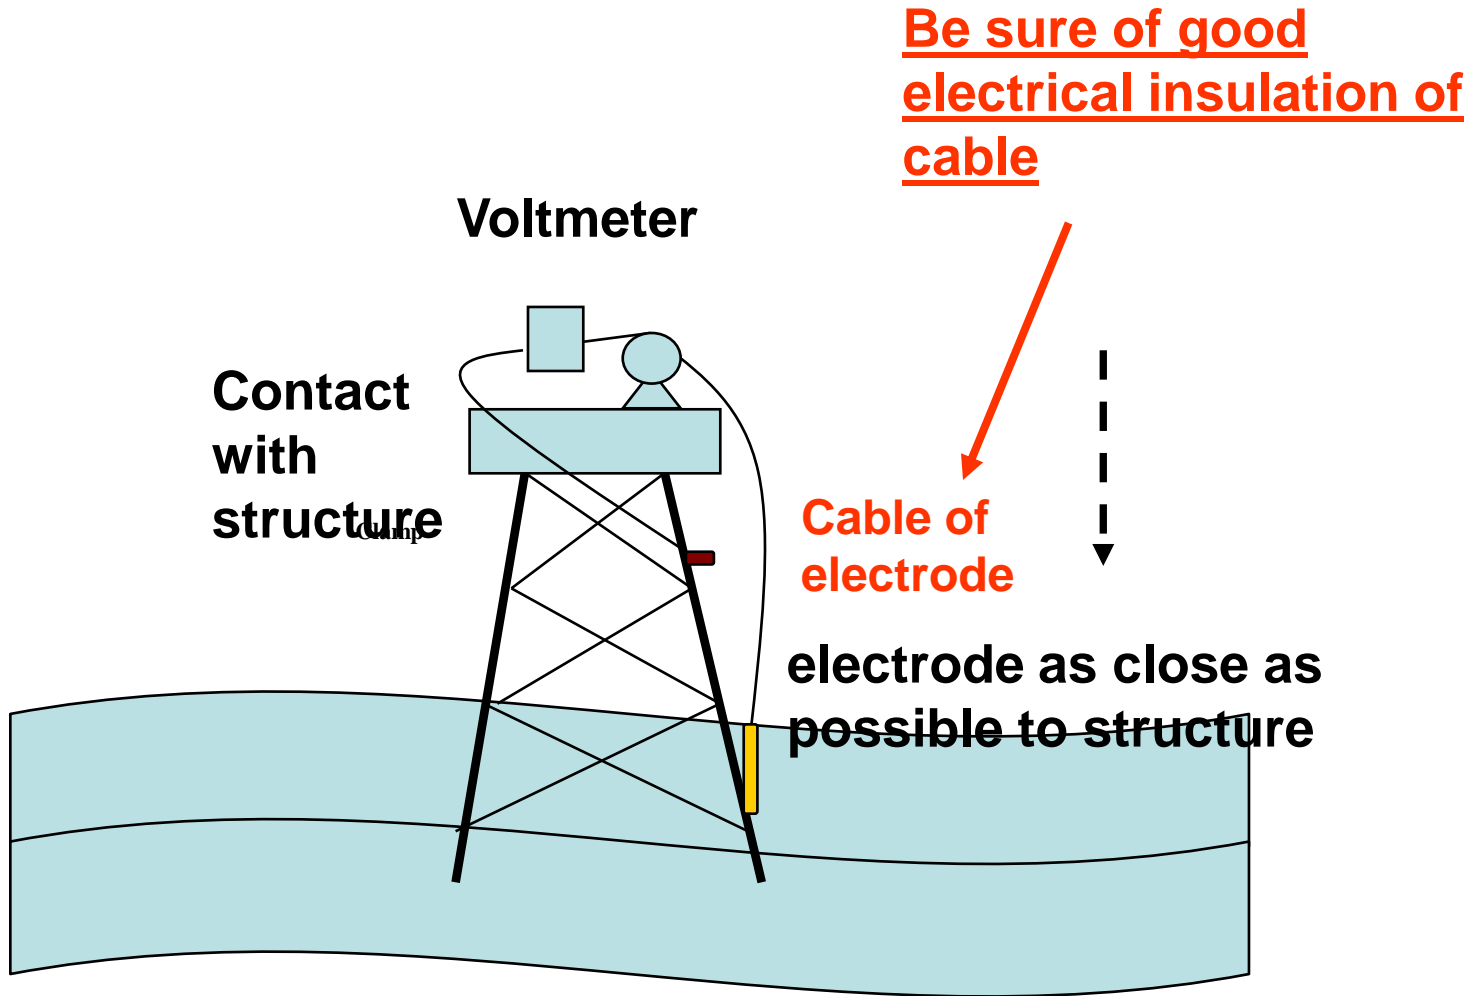 Be sure of good
electrical insulation of
cable
Voltmeter
Contact
with
structure
Clamp
Cable of
electrode
electrode as close as
possible to structure